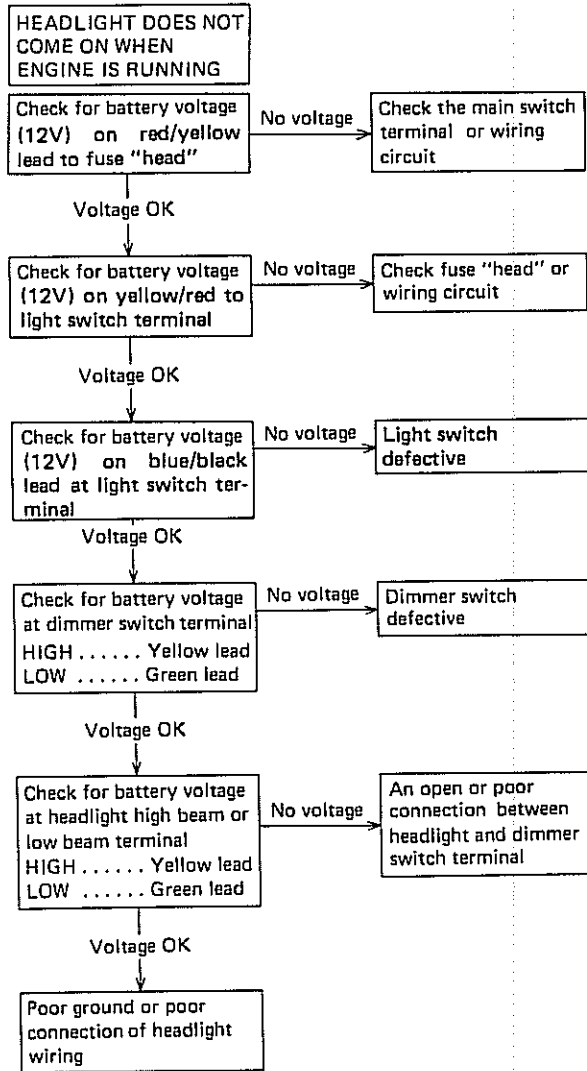 HEADLIGHT DOES NOT
COME ON WHEN
ENGINE IS RUNNING
Check for battery voltage
(12V) on red/yellow
lead to fuse "head"
No voltage
Check the main switch
terminal or wiring
circuit
Voltage OK
Check for battery voltage
(12V) on yellow/red to
light switch terminal
No voltage
Check fuse "head" or
wiring circuit
Voltage OK
Check for battery voltage
(12V) on blue/black
lead at light switch ter-
minal
No voltage
Light switch
defective
Voltage OK
Check for battery voltage
at dimmer switch terminal
HIGH ...... Yellow lead
LOW ...... Green lead
No voltage
Dimmer switch
defective
Voltage OK
Check for battery voltage
at headlight high beam or
low beam terminal
HIGH ...... Yellow lead
LOW ...... Green lead
No voltage
An open or poor
connection between
headlight and dimmer
switch terminal
Voltage OK
Poor ground or poor
connection of headlight
wiring